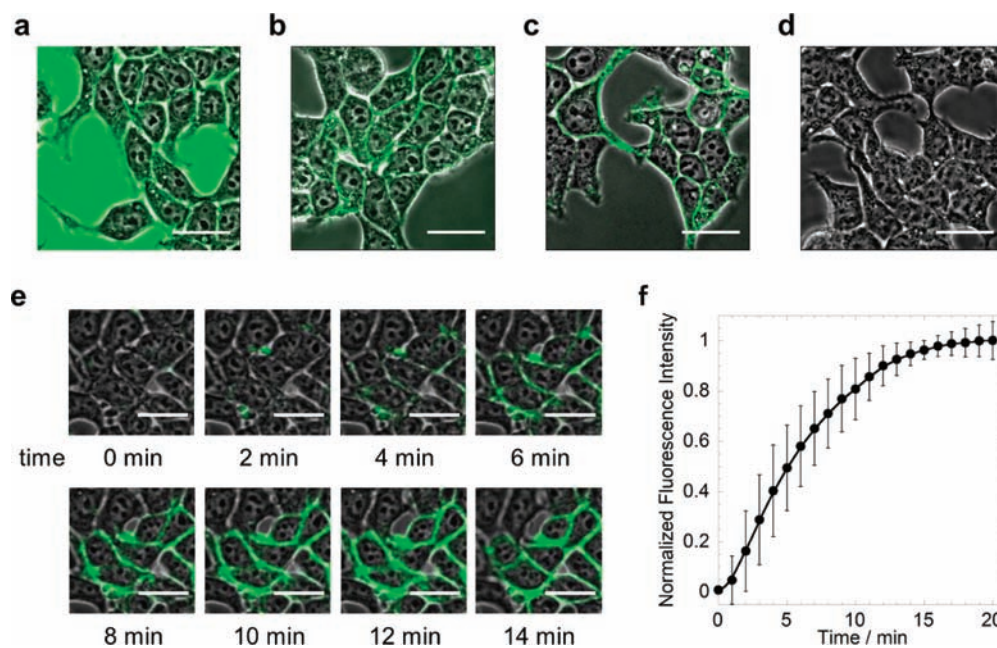 a
b
c
d
e
time
0 min
2 min
4 min
6 min
8 min
10 min
12 min
14 min
f
Normalized Fluorescence Intensity
1
0.8
0.6
0.4
0.2
0
0
5
10
15
20
Time / min